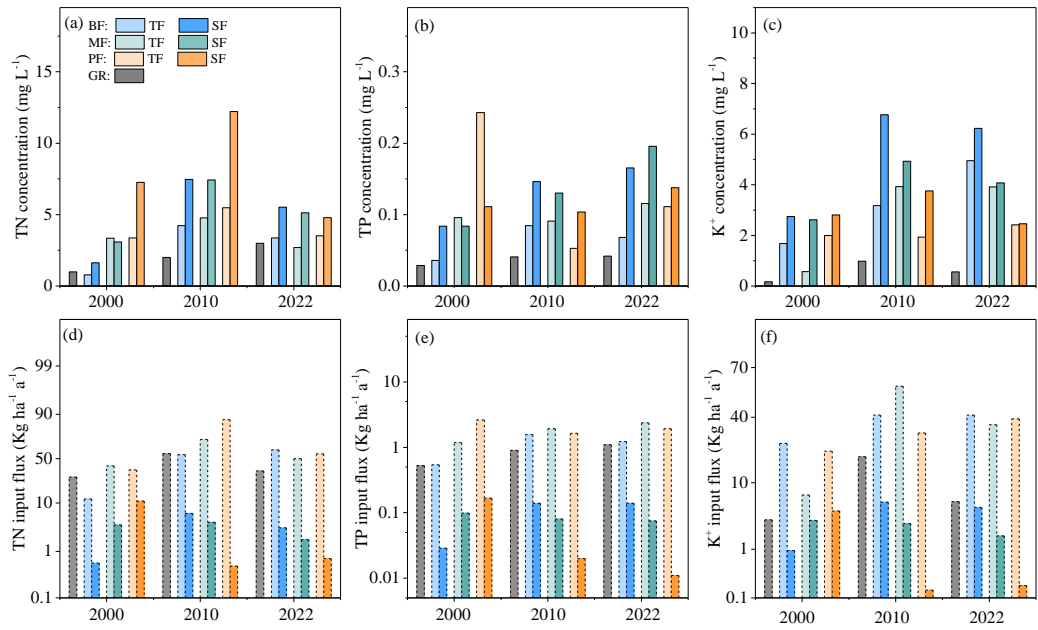 (a)
BF: TF SF
MF: TF SF
PF: TF SF
GR:
TN concentration (mg L⁻¹)
15
10
5
0
2000 2010 2022
(b)
TP concentration (mg L⁻¹)
0.3
0.2
0.1
0.0
2000 2010 2022
(c)
K⁺ concentration (mg L⁻¹)
10
8
6
4
2
0
2000 2010 2022
(d)
TN input flux (Kg ha⁻¹ a⁻¹)
99
90
50
10
1
0.1
2000 2010 2022
(e)
TP input flux (Kg ha⁻¹ a⁻¹)
10
1
0.1
0.01
2000 2010 2022
(f)
K⁺ input flux (Kg ha⁻¹ a⁻¹)
70
40
10
1
0.1
2000 2010 2022